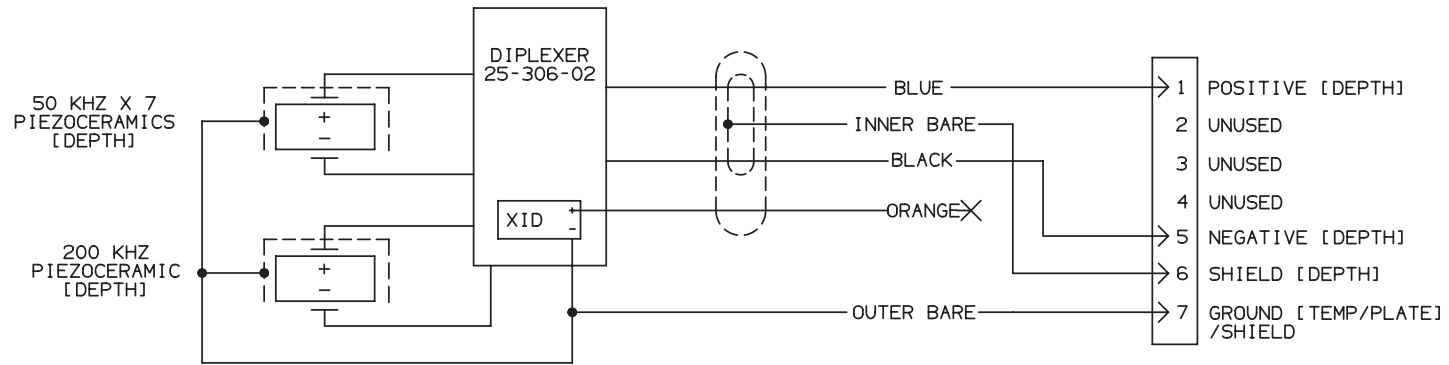 DIPLEXER
25-306-02
50 KHZ X 7
PIEZOCERAMICS
[DEPTH]
+
-
200 KHZ
PIEZOCERAMIC
[DEPTH]
+
-
XID
+
-
BLUE
INNER BARE
BLACK
ORANGE
OUTER BARE
1 POSITIVE [DEPTH]
2 UNUSED
3 UNUSED
4 UNUSED
5 NEGATIVE [DEPTH]
6 SHIELD [DEPTH]
7 GROUND [TEMP/PLATE]
/SHIELD